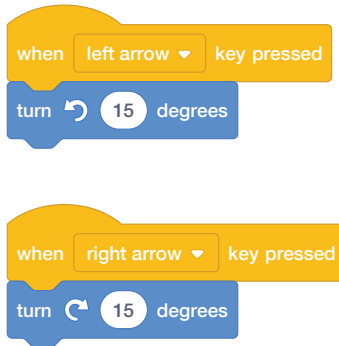 when left arrow key pressed
turn 15 degrees
when right arrow key pressed
turn 15 degrees